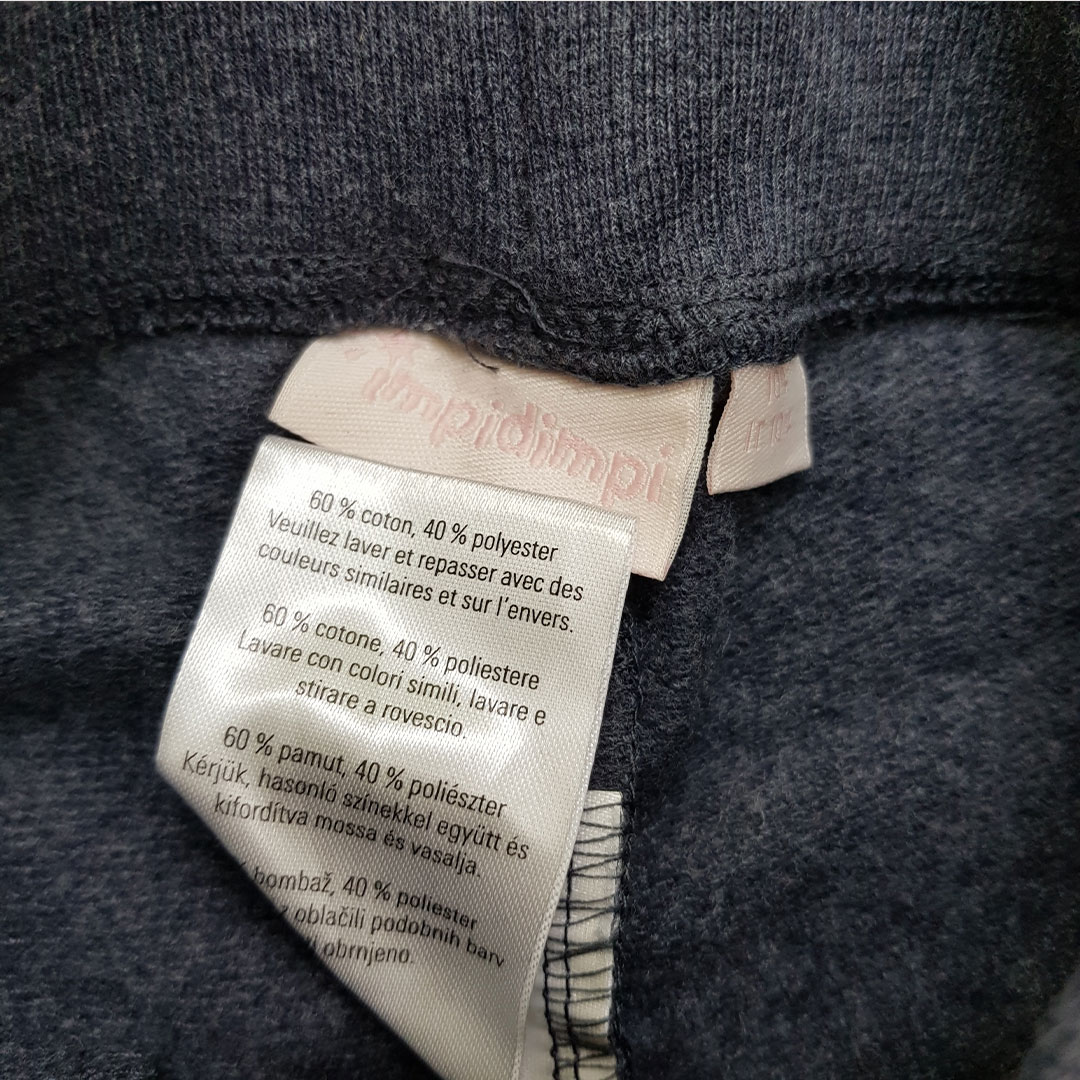 impidimpi
60 % coton, 40 % polyester
Veuillez laver et repasser avec des
couleurs similaires et sur l'envers.
60 % cotone, 40 % poliestere
Lavare con colori simili, lavare e
stirare a rovescio.
60 % pamut, 40 % poliészter
Kérjük, hasonló színekkel együtt és
kifordítva mossa és vasalja.
bombaž, 40 % poliester
oblačili podobnih barv
obrnjeno.